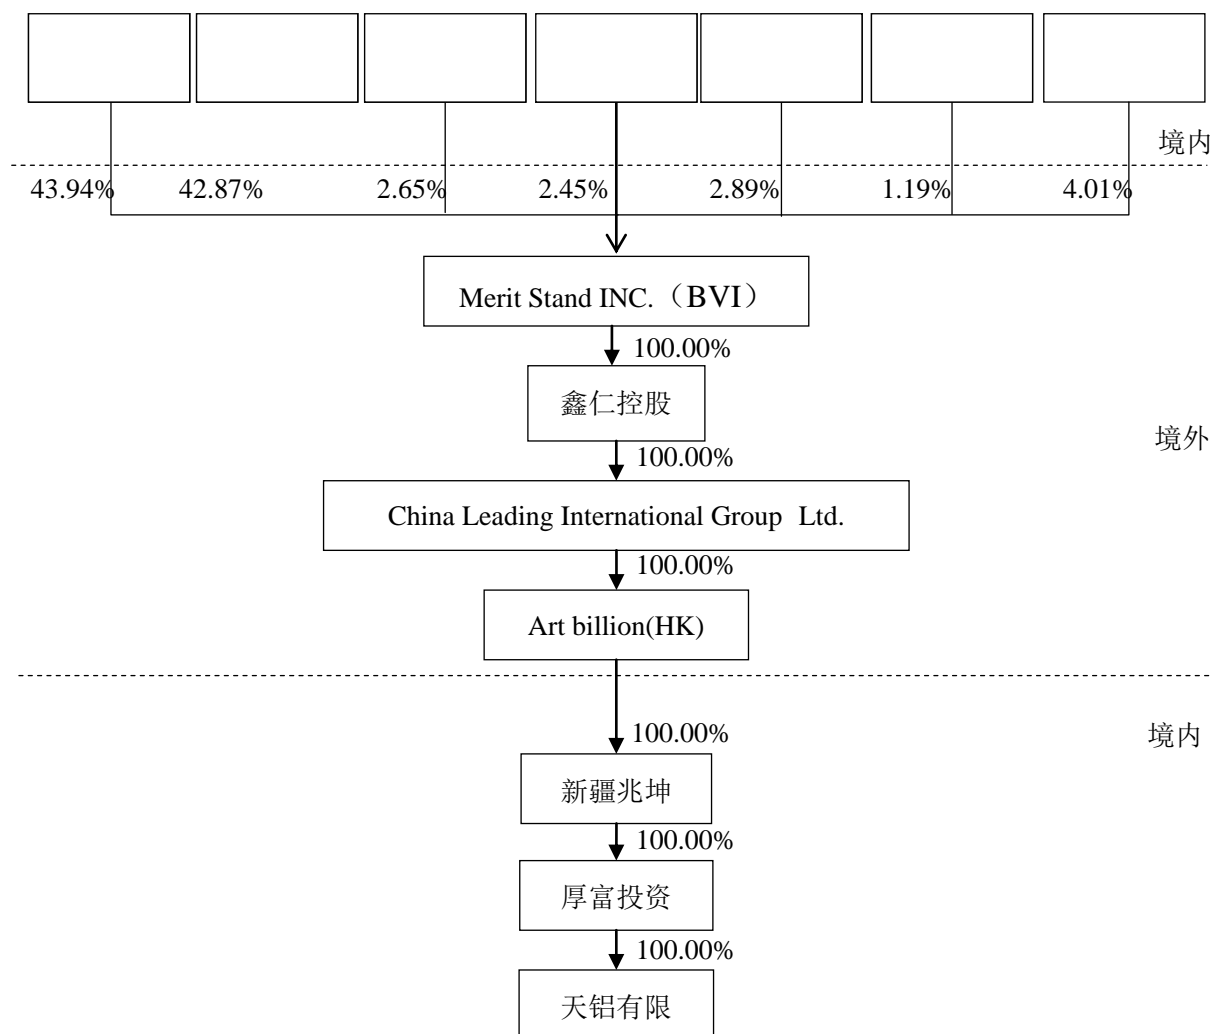 境内
43.94% 42.87% 2.65% 2.45% 2.89% 1.19% 4.01%
Merit Stand INC.（BVI）
100.00%
鑫仁控股
境外
100.00%
China Leading International Group Ltd.
100.00%
Art billion(HK)
100.00%
境内
新疆兆坤
100.00%
厚富投资
100.00%
天铝有限